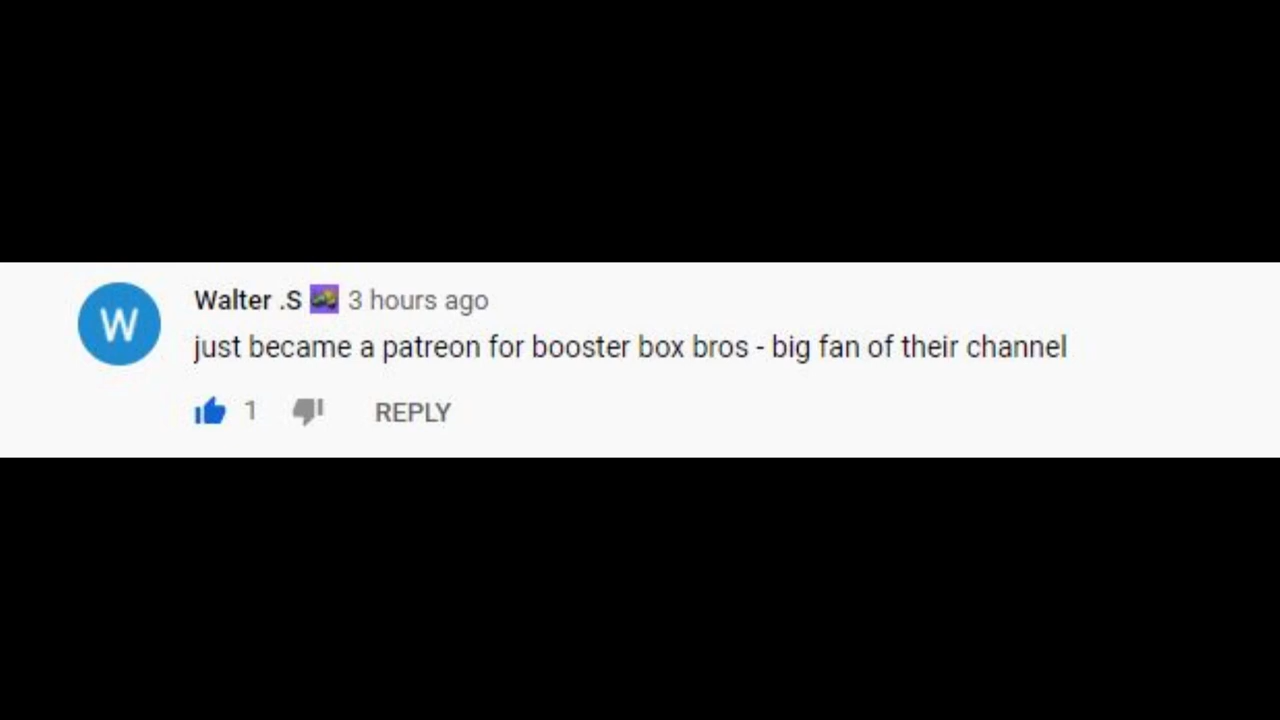 W
Walter .S 3 hours ago
just became a patreon for booster box bros - big fan of their channel
1 REPLY